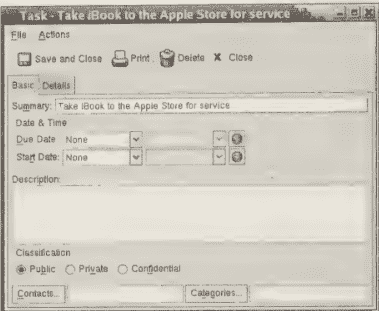 Task - Take iBook to the Apple Store for service
File Actions
Save and Close Print Delete X Close
Basic Details
Summary: Take iBook to the Apple Store for service
Date & Time
Due Date None
Start Date: None
Description:
Classification
Public Private Confidential
Contacts... Categories...